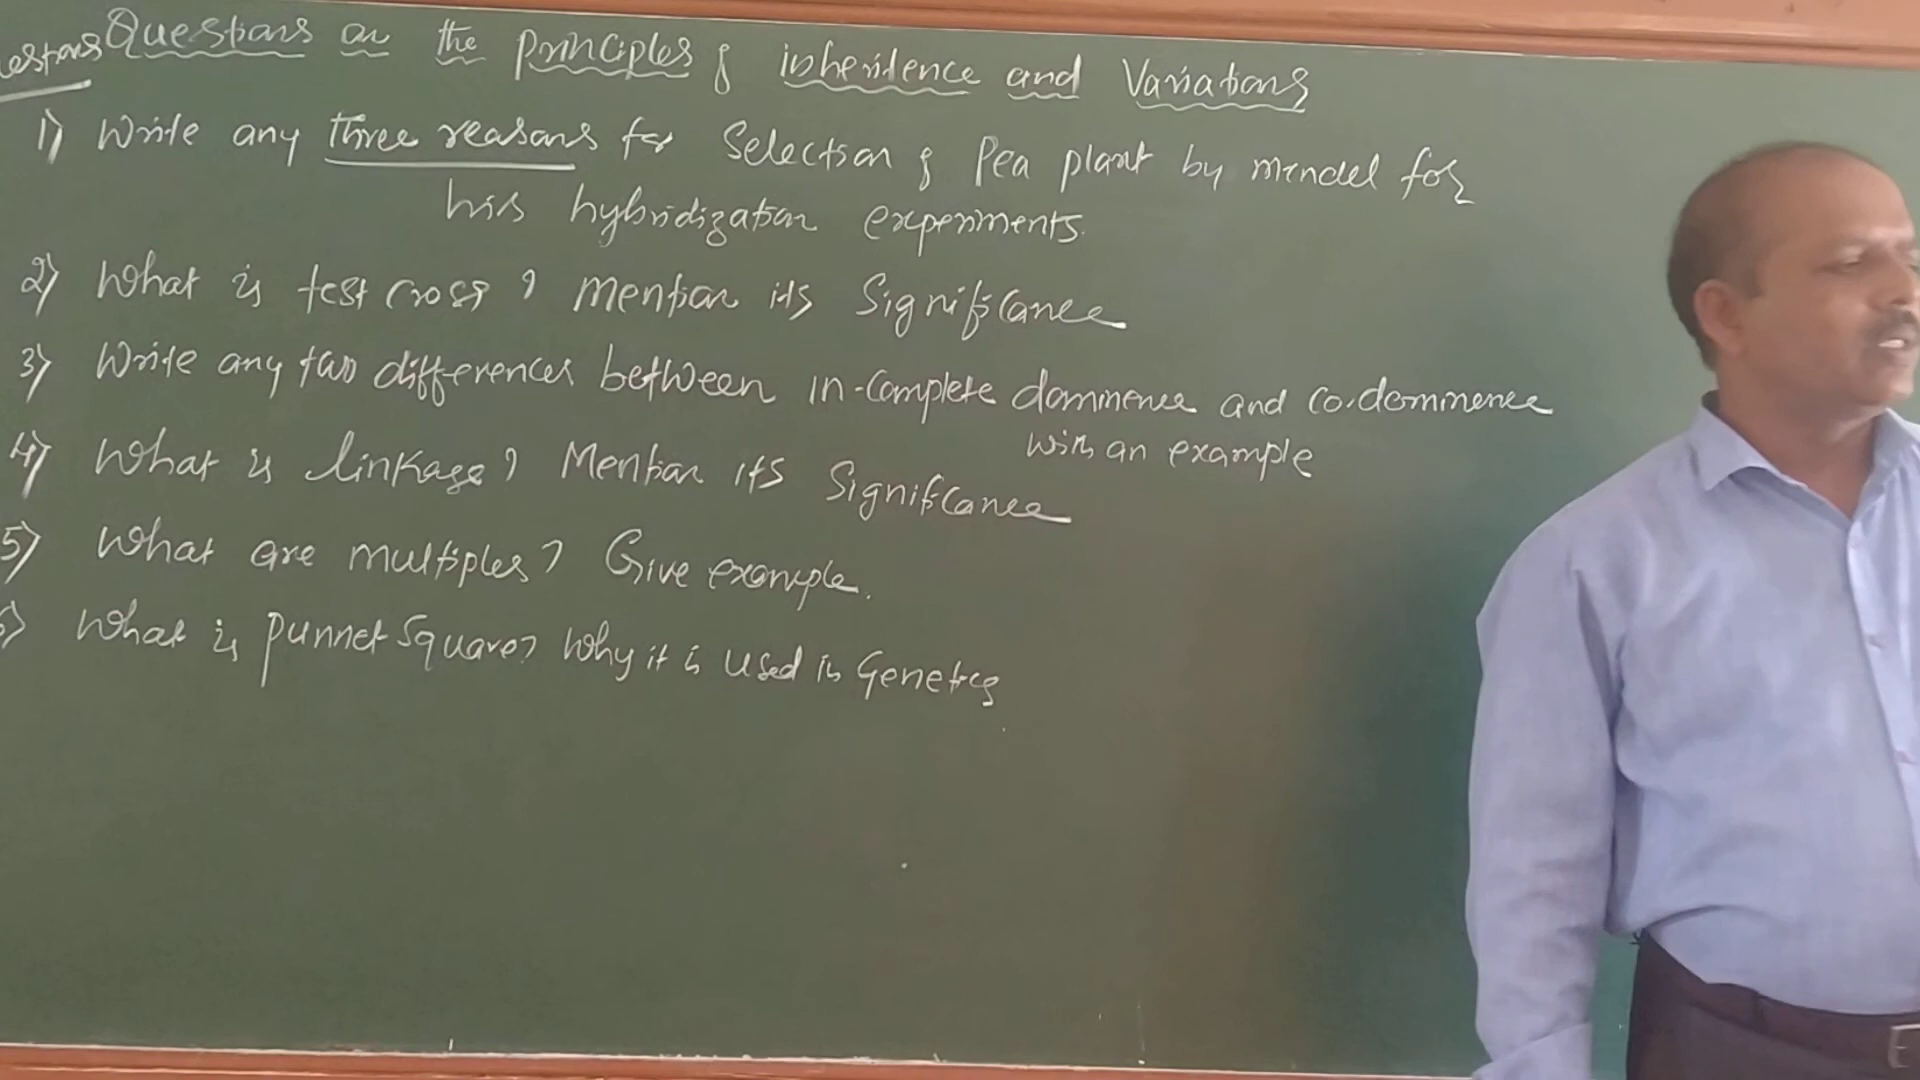 estions Questions on the Principles of inheritence and Variations
1) Write any three reasons for Selection of Pea plant by mendel for
his hybridization experiments.
2) What is test cross? mention its Significance
3) Write any two differences between in-complete dominence and co-dominence
with an example
4) What is linkage? Mention its Significance
5) What are multiples? Give example.
6) What is punnet square? Why it is used in Genetics